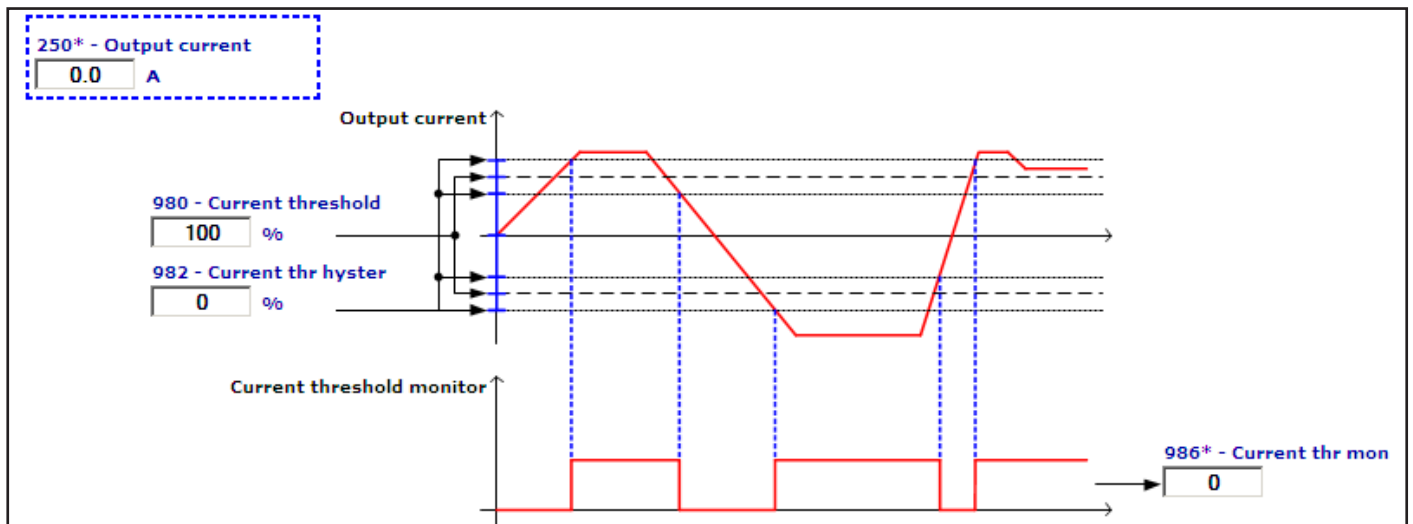 250* - Output current
0.0 A
Output current
980 - Current threshold
100 %
982 - Current thr hyster
0 %
Current threshold monitor
986* - Current thr mon
0